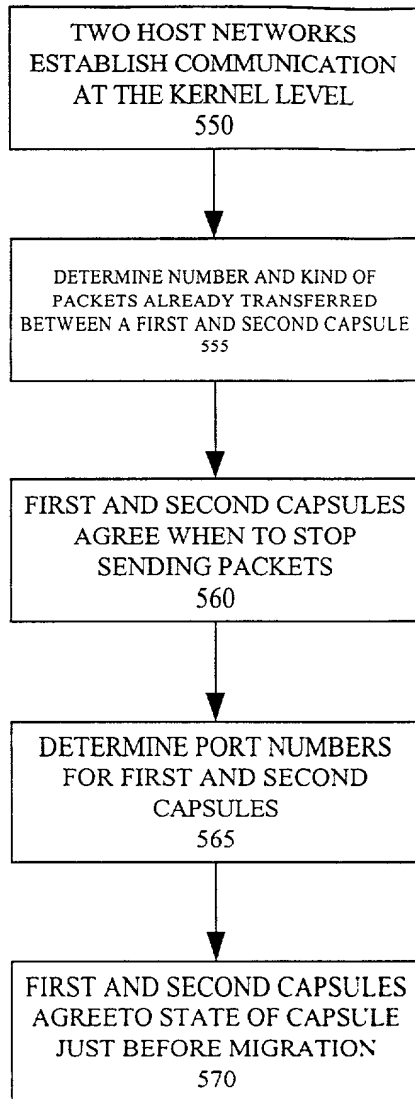 TWO HOST NETWORKS
ESTABLISH COMMUNICATION
AT THE KERNEL LEVEL
550
DETERMINE NUMBER AND KIND OF
PACKETS ALREADY TRANSFERRED
BETWEEN A FIRST AND SECOND CAPSULE
555
FIRST AND SECOND CAPSULES
AGREE WHEN TO STOP
SENDING PACKETS
560
DETERMINE PORT NUMBERS
FOR FIRST AND SECOND
CAPSULES
565
FIRST AND SECOND CAPSULES
AGREETO STATE OF CAPSULE
JUST BEFORE MIGRATION
570